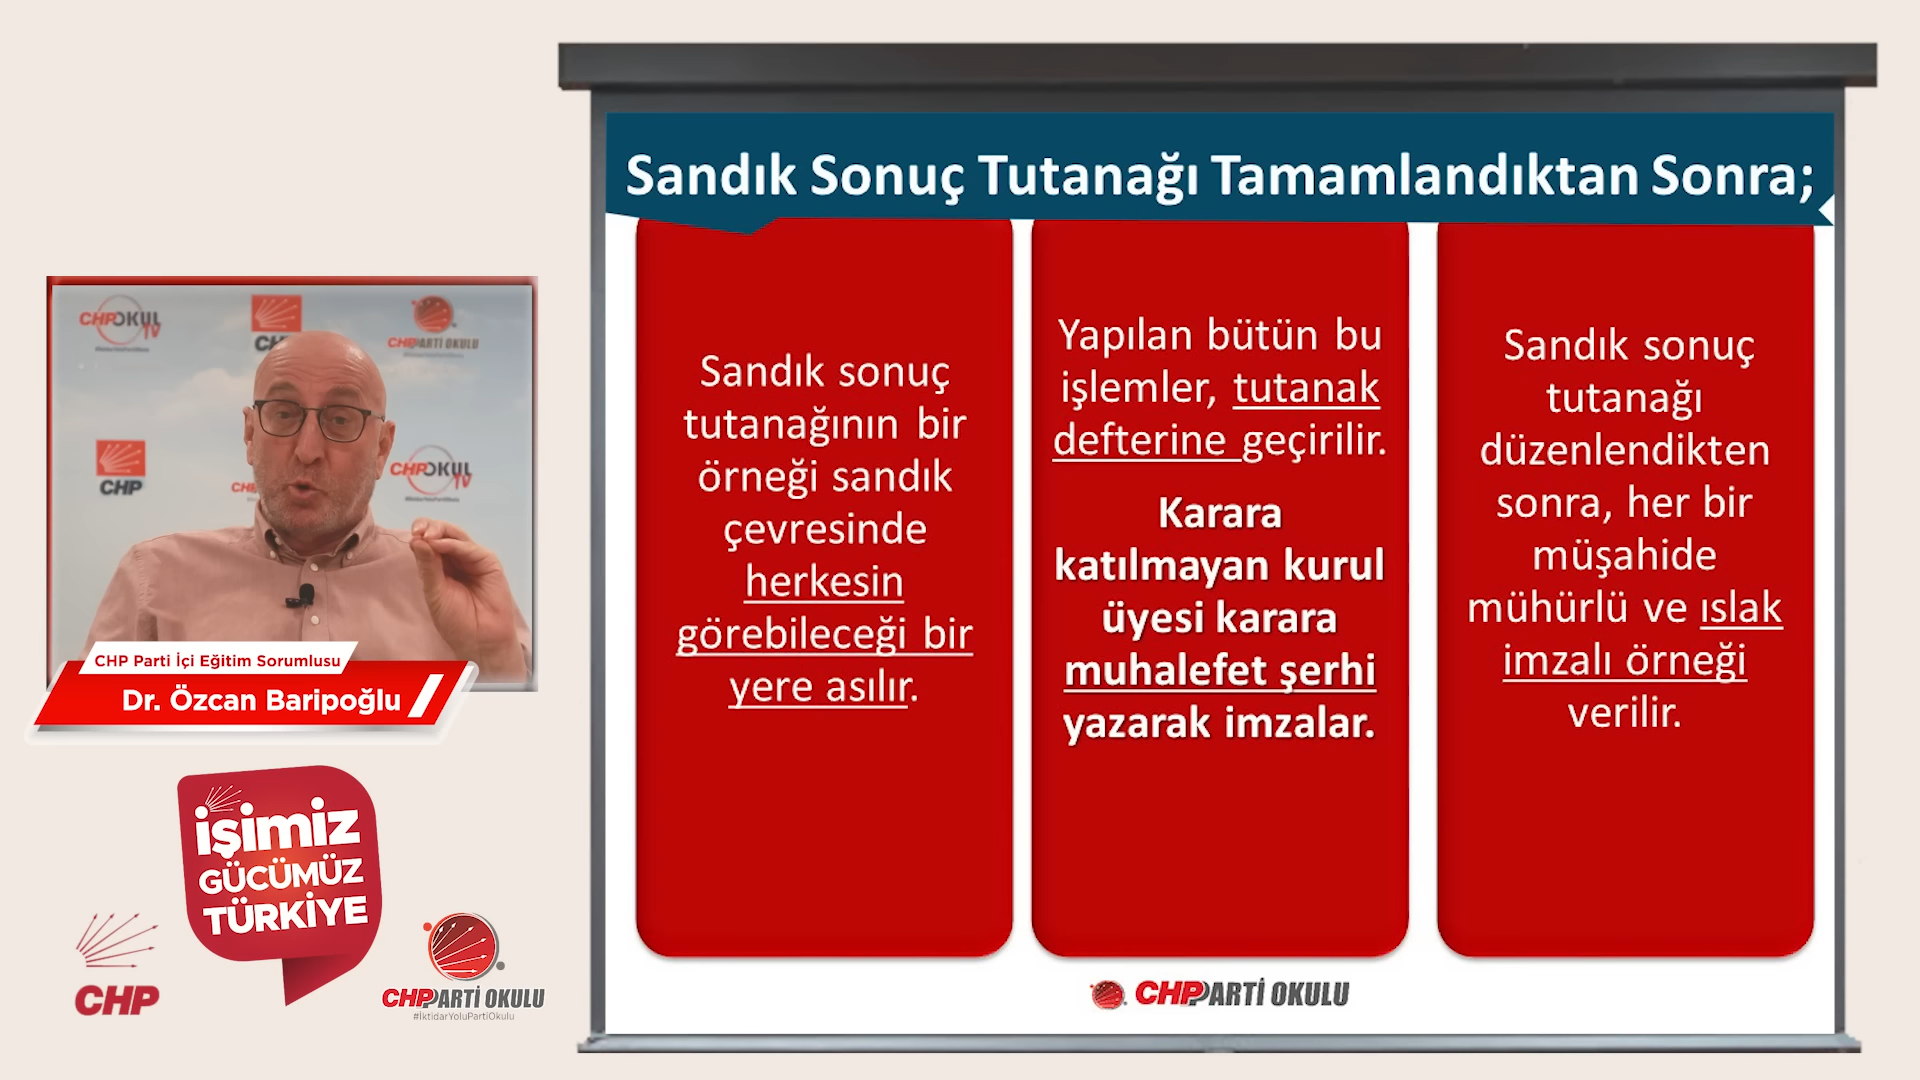 Sandık Sonuç Tutanağı Tamamlandıktan Sonra;
Sandık sonuç
tutanağının bir
örneği sandık
çevresinde
herkesin
görebileceği bir
yere asılır.
Yapılan bütün bu
işlemler, tutanak
defterine geçirilir.
Karara
katılmayan kurul
üyesi karara
muhalefet şerhi
yazarak imzalar.
Sandık sonuç
tutanağı
düzenlendikten
sonra, her bir
müşahide
mühürlü ve ıslak
imzalı örneği
verilir.
CHP PARTİ OKULU
CHP OKUL TV
CHP
CHP PARTİ OKULU
CHP
CHP OKUL TV
CHP Parti İçi Eğitim Sorumlusu
Dr. Özcan Baripoğlu
işimiz
GÜCÜMÜZ
TÜRKİYE
CHP
CHP PARTİ OKULU
#İktidarYoluPartiOkulu